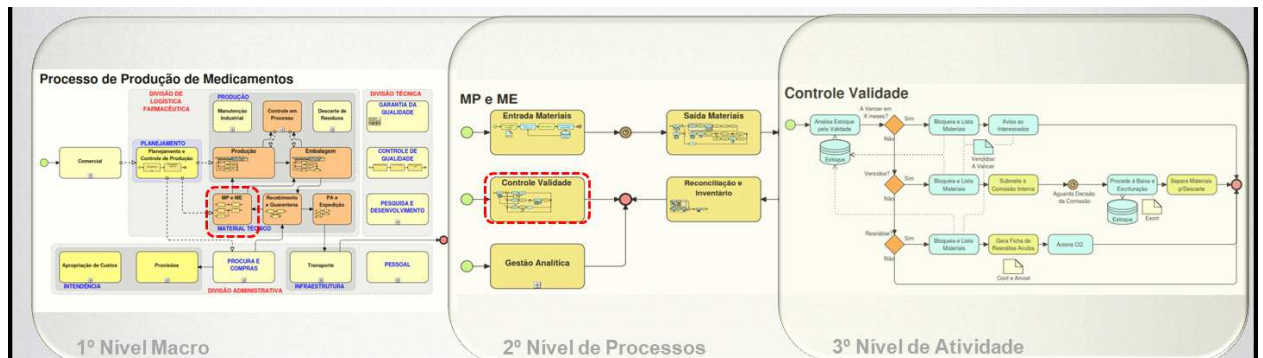 Processo de Produção de Medicamentos
DIVISÃO DE
LOGÍSTICA
FARMACÊUTICA
PRODUÇÃO
Manutenção
Industrial
Controle em
Processo
Descarte de
Resíduos
DIVISÃO TÉCNICA
GARANTIA DA
QUALIDADE
Comercial
PLANEJAMENTO
Planejamento e
Controle de Produção
Produção
Embalagem
CONTROLE DE
QUALIDADE
MP e ME
Recebimento
e Quarentena
PA e
Expedição
MATERIAL TÉCNICO
PESQUISA E
DESENVOLVIMENTO
Apropriação de Custos
Provisões
INTENDÊNCIA
PROCURA E
COMPRAS
DIVISÃO ADMINISTRATIVA
Transporte
INFRAESTRUTURA
PESSOAL
1º Nível Macro
MP e ME
Entrada Materiais
Saída Materiais
Controle Validade
Reconciliação e
Inventário
Gestão Analítica
2º Nível de Processos
Controle Validade
Analisa Estoque
pela Validade
Estoque
A Vencer em
X meses?
Sim
Não
Bloqueia e Lista
Materiais
Avisa ao
Interessados
Vencidos/
A Vencer
Vencidos?
Sim
Não
Bloqueia e Lista
Materiais
Submete à
Comissão Interna
Aguarda Decisão
da Comissão
Procede à Baixa e
Escrituração
Estoque
Escrit
Separa Materiais
p/Descarte
Reanálise?
Sim
Não
Bloqueia e Lista
Materiais
Gera Ficha de
Reanálise Avulsa
Cont e Amost
Aciona CQ
3º Nível de Atividade